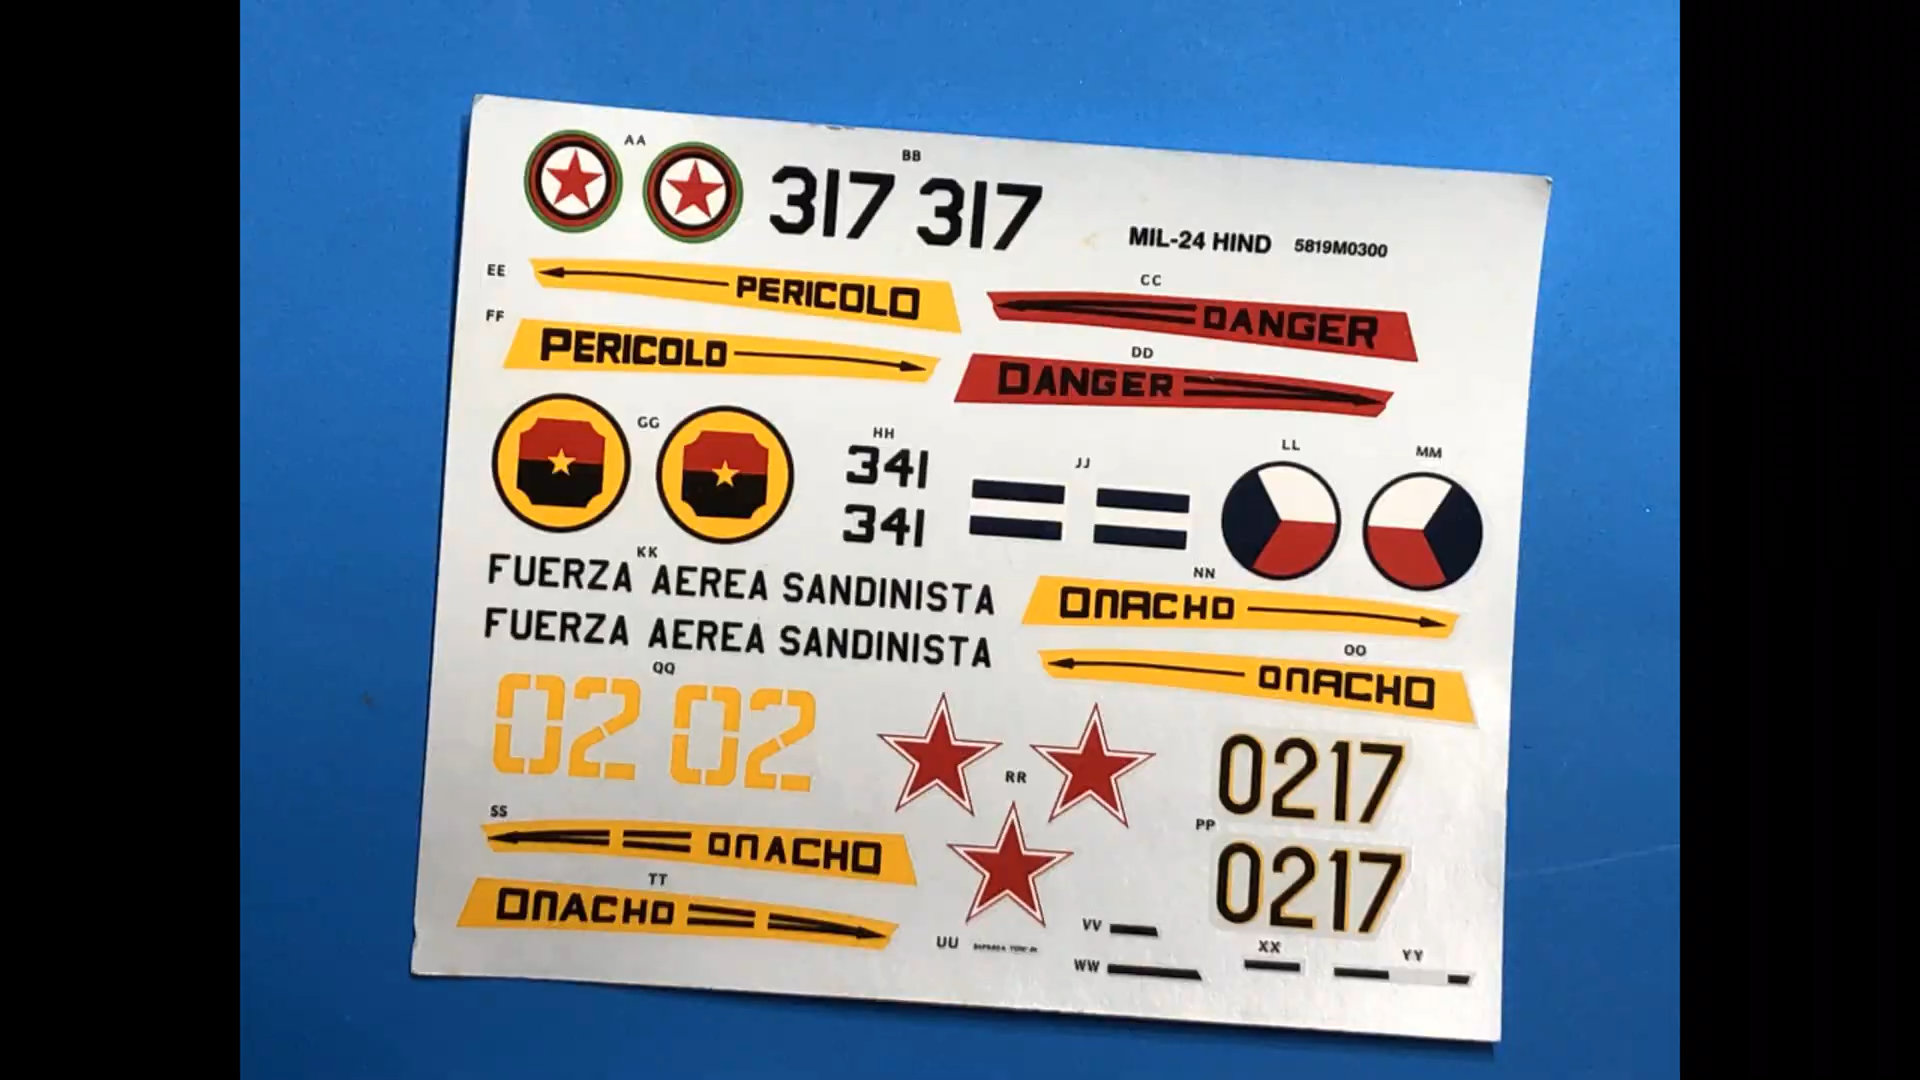 AA
BB
317 317
MIL-24 HIND 5819M0300
EE
PERICOLO
CC
DANGER
FF
PERICOLO
DD
DANGER
GG
HH
341
341
JJ
LL
MM
KK
FUERZA AEREA SANDINISTA
FUERZA AEREA SANDINISTA
NN
ОПАСНО
OO
ОПАСНО
QQ
02 02
RR
0217
PP
0217
SS
ОПАСНО
TT
ОПАСНО
UU
VV
WW
XX
YY